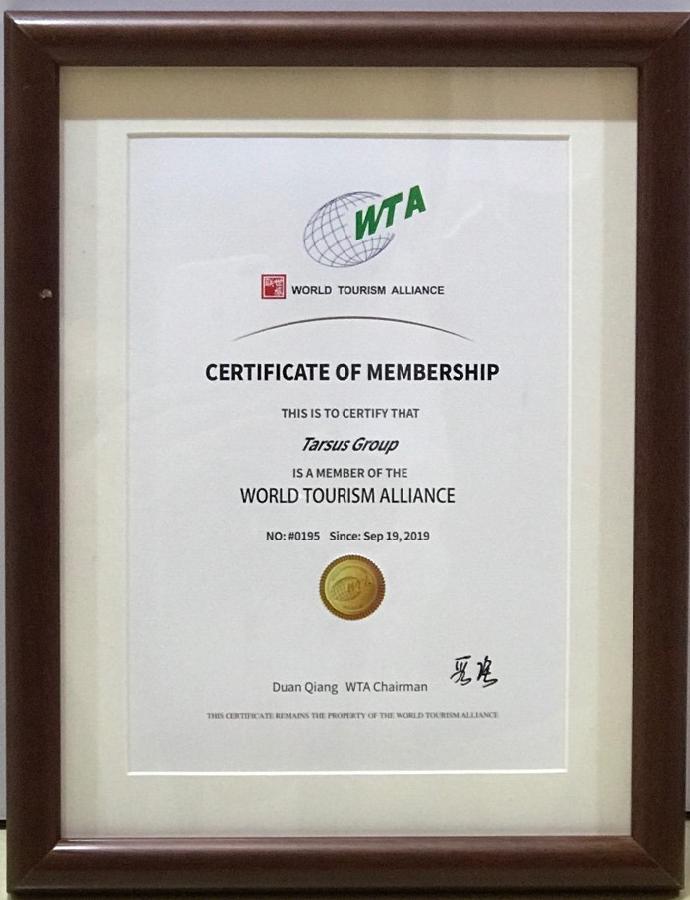 WTA
WORLD TOURISM ALLIANCE
CERTIFICATE OF MEMBERSHIP
THIS IS TO CERTIFY THAT
Tarsus Group
IS A MEMBER OF THE
WORLD TOURISM ALLIANCE
NO:#0195 Since: Sep 19,2019
Duan Qiang WTA Chairman
THIS CERTIFICATE REMAINS THE PROPERTY OF THE WORLD TOURISM ALLIANCE